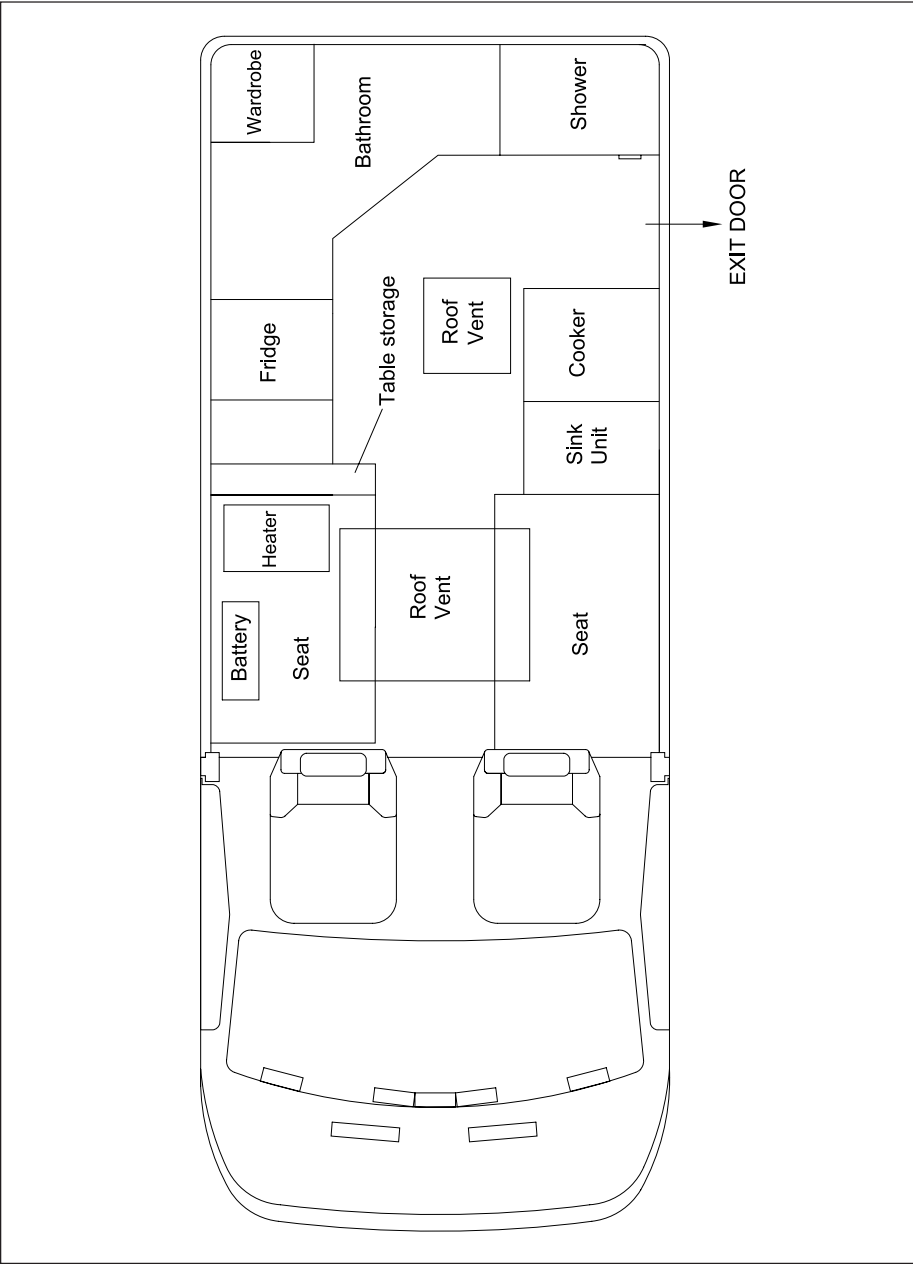 Wardrobe
Bathroom
Shower
EXIT DOOR
Fridge
Table storage
Roof
Vent
Cooker
Sink
Unit
Heater
Battery
Seat
Roof
Vent
Seat